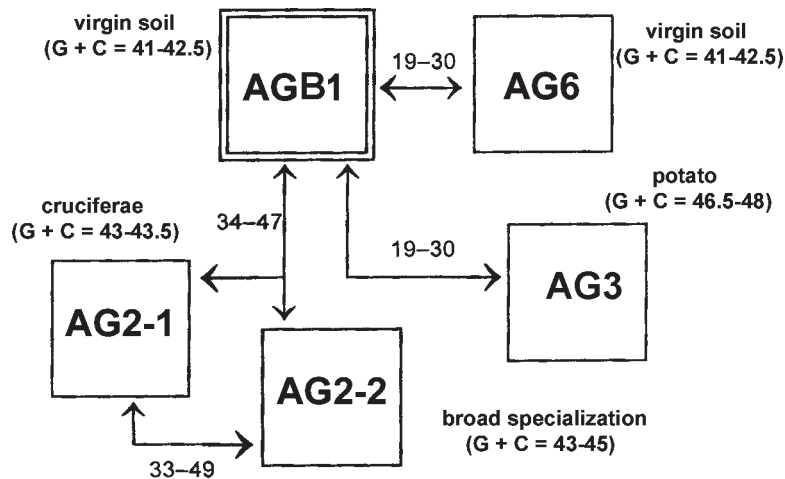 virgin soil
(G + C = 41-42.5)
AGB1
19–30
AG6
virgin soil
(G + C = 41-42.5)
cruciferae
(G + C = 43-43.5)
34–47
19–30
potato
(G + C = 46.5-48)
AG3
AG2-1
AG2-2
33–49
broad specialization
(G + C = 43-45)